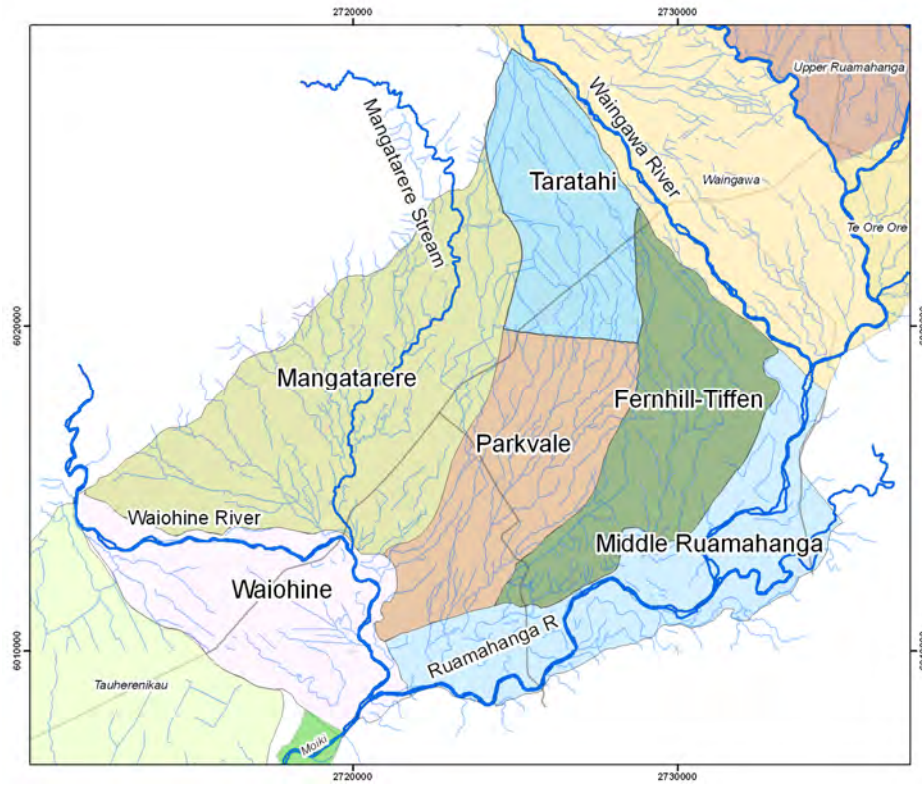 2720000
2730000
Upper Ruamahanga
Waingawa River
Mangatarere Stream
Taratahi
Waingawa
Te Ore Ore
6020000
Mangatarere
Fernhill-Tiffen
Parkvale
Waiohine River
Middle Ruamahanga
Waiohine
Ruamahanga R
6010000
Tauherenikau
Moiki
2720000
2730000